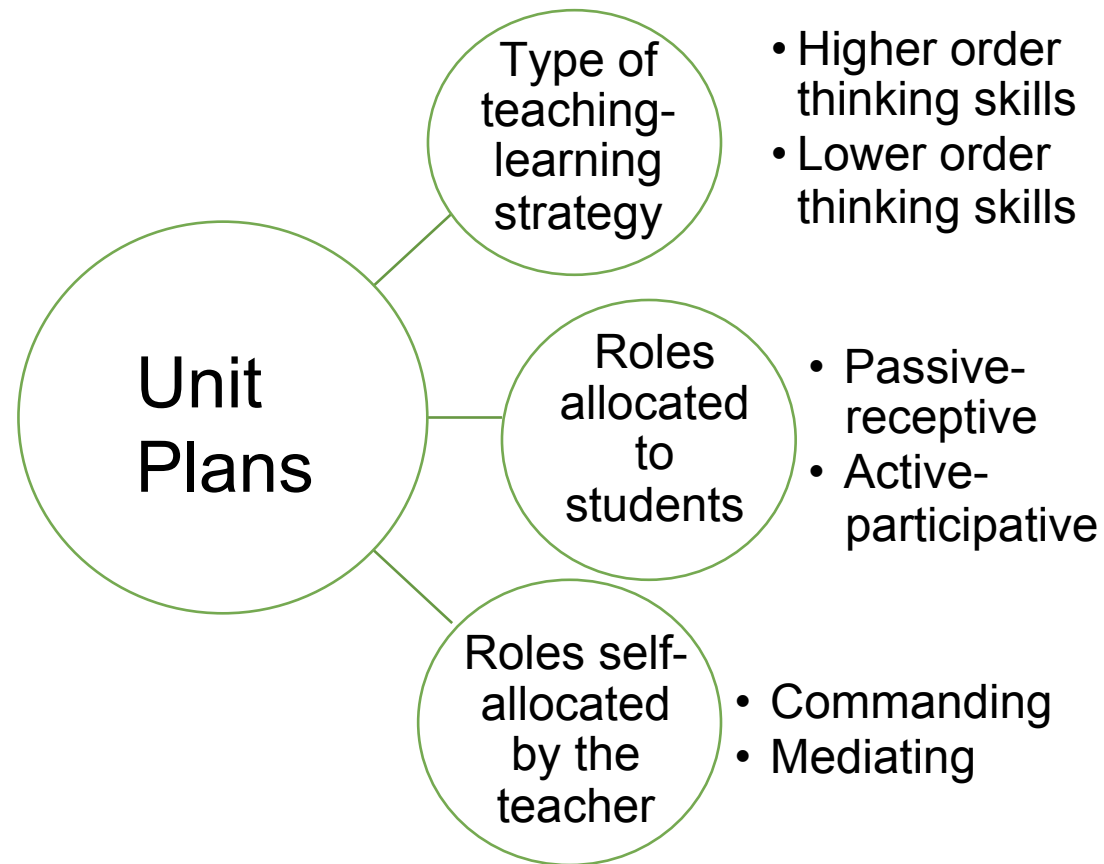 Unit
Plans
Type of
teaching-
learning
strategy
• Higher order
thinking skills
• Lower order
thinking skills
Roles
allocated
to
students
• Passive-
receptive
• Active-
participative
Roles self-
allocated
by the
teacher
• Commanding
• Mediating